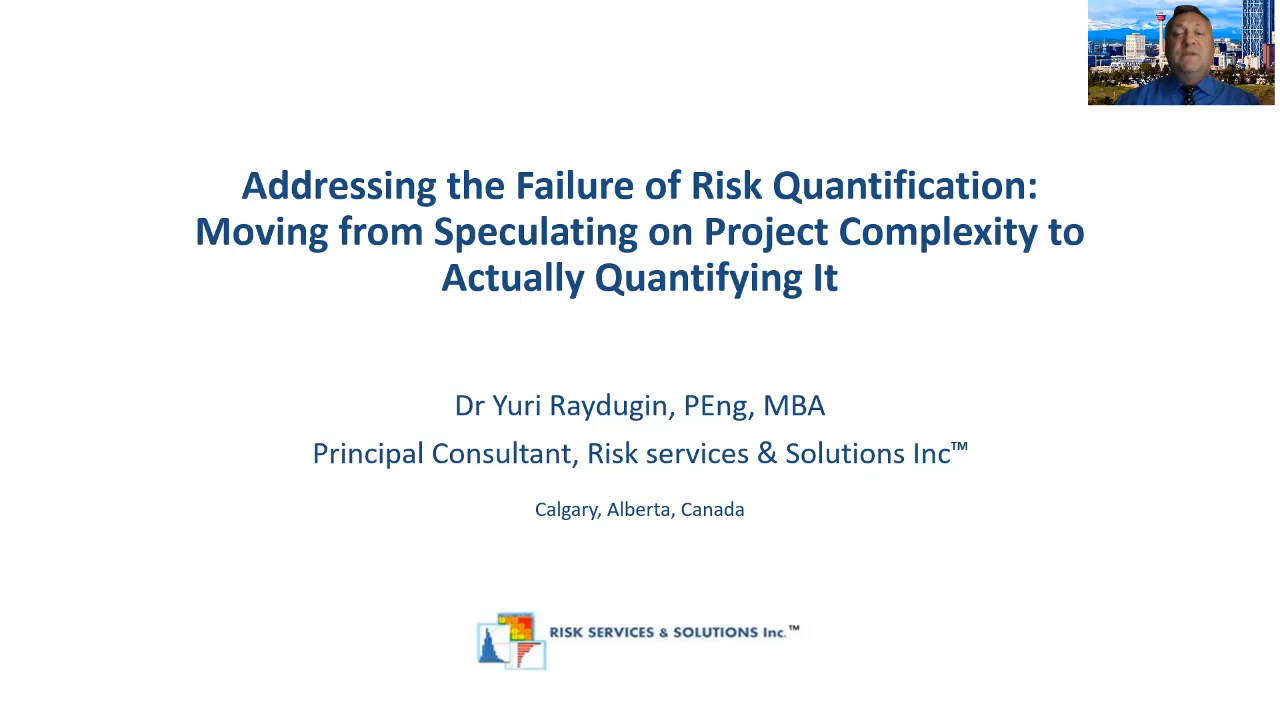 Addressing the Failure of Risk Quantification:
Moving from Speculating on Project Complexity to
Actually Quantifying It
Dr Yuri Raydugin, PEng, MBA
Principal Consultant, Risk services & Solutions Inc™
Calgary, Alberta, Canada
RISK SERVICES & SOLUTIONS Inc.™